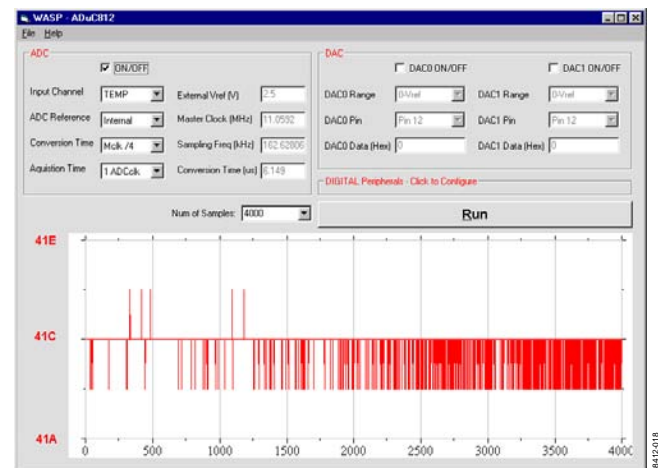 WASP - ADuC812
File Help
ADC
ON/OFF
Input Channel TEMP External Vref (V) 2.5
ADC Reference Internal Master Clock (MHz) 11.0592
Conversion Time Mclk /4 Sampling Freq (kHz) 162.62806
Aquistion Time 1 ADCclk Conversion Time (us) 6.149
DAC
DAC0 ON/OFF DAC1 ON/OFF
DAC0 Range 0-Vref DAC1 Range 0-Vref
DAC0 Pin Pin 12 DAC1 Pin Pin 12
DAC0 Data (Hex) 0 DAC1 Data (Hex) 0
DIGITAL Peripherals - Click to Configure
Num of Samples: 4000 Run
41E
41C
41A
0 500 1000 1500 2000 2500 3000 3500 4000
6412-018